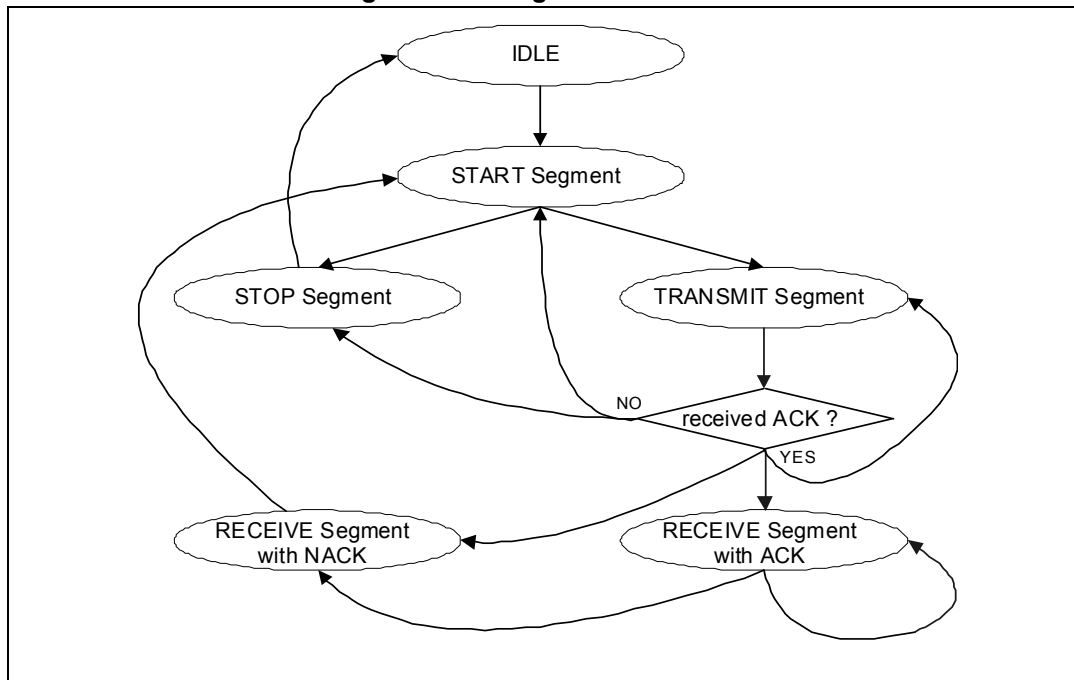 IDLE
START Segment
STOP Segment
TRANSMIT Segment
NO
received ACK ?
YES
RECEIVE Segment
with NACK
RECEIVE Segment
with ACK